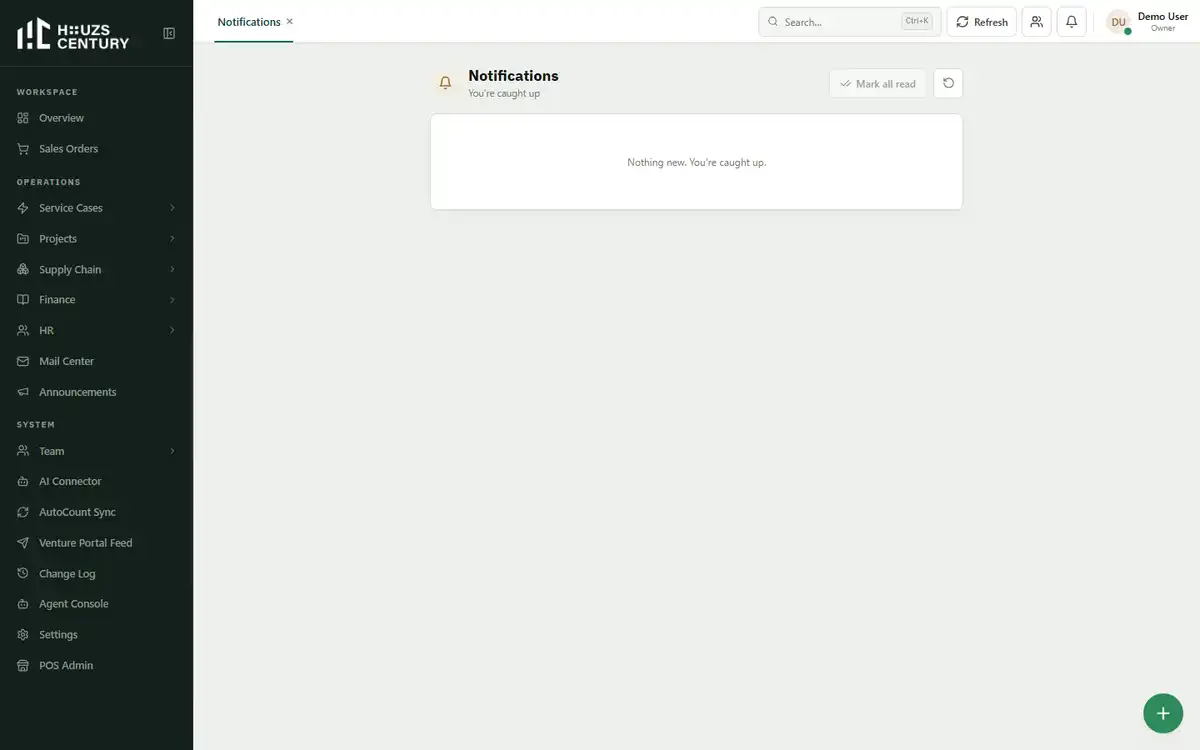 HOUZS
CENTURY
WORKSPACE
Overview
Sales Orders
OPERATIONS
Service Cases
Projects
Supply Chain
Finance
HR
Mail Center
Announcements
SYSTEM
Team
AI Connector
AutoCount Sync
Venture Portal Feed
Change Log
Agent Console
Settings
POS Admin
Notifications
Search...
Ctrl+K
Refresh
DU
Demo User
Owner
Notifications
You're caught up
Mark all read
Nothing new. You're caught up.